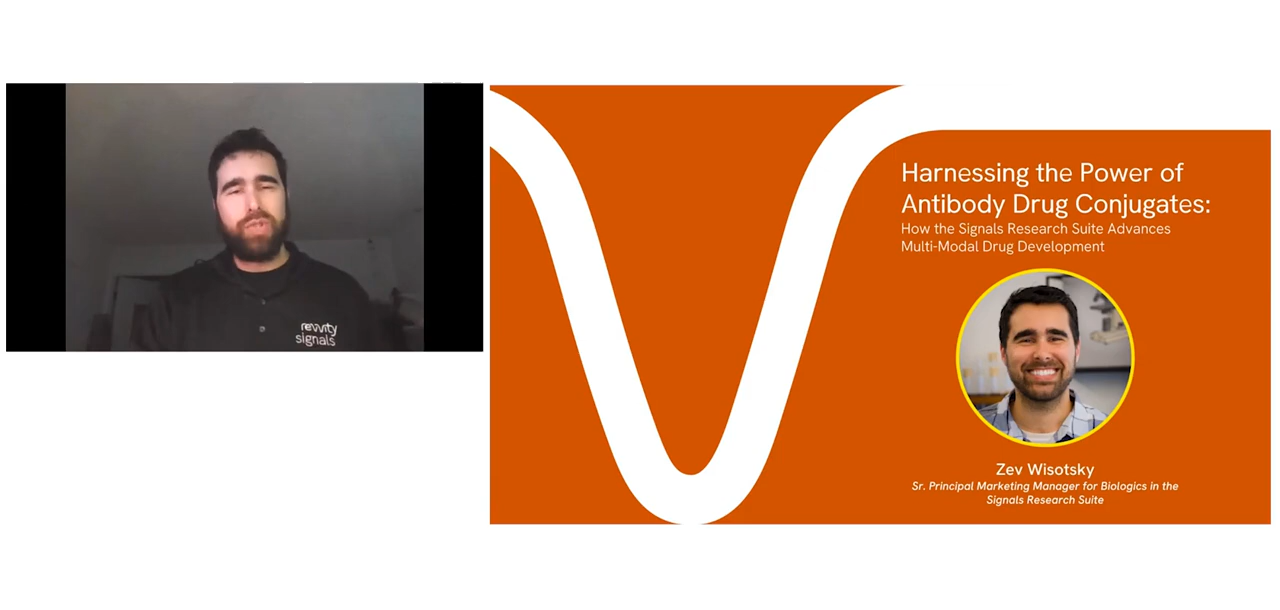 revvity
signals
Harnessing the Power of
Antibody Drug Conjugates:
How the Signals Research Suite Advances
Multi-Modal Drug Development
Zev Wisotsky
Sr. Principal Marketing Manager for Biologics in the
Signals Research Suite